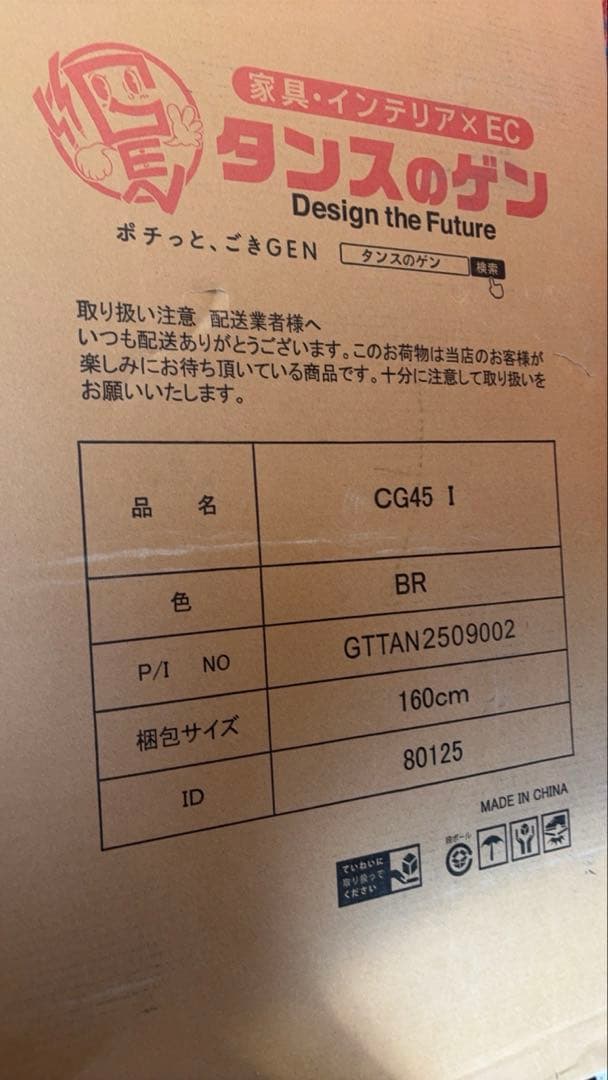 GEN
家具・インテリア×EC
タンスのゲン
Design the Future
ポチっと、ごきGEN
タンスのゲン 検索
取り扱い注意 配送業者様へ
いつも配送ありがとうございます。このお荷物は当店のお客様が
楽しみにお待ち頂いている商品です。十分に注意して取り扱いを
お願いいたします。
品名 CG45 I
色 BR
P/I NO GTTAN2509002
梱包サイズ 160cm
ID 80125
MADE IN CHINA
ていねいに
取り扱って
ください
段ボール